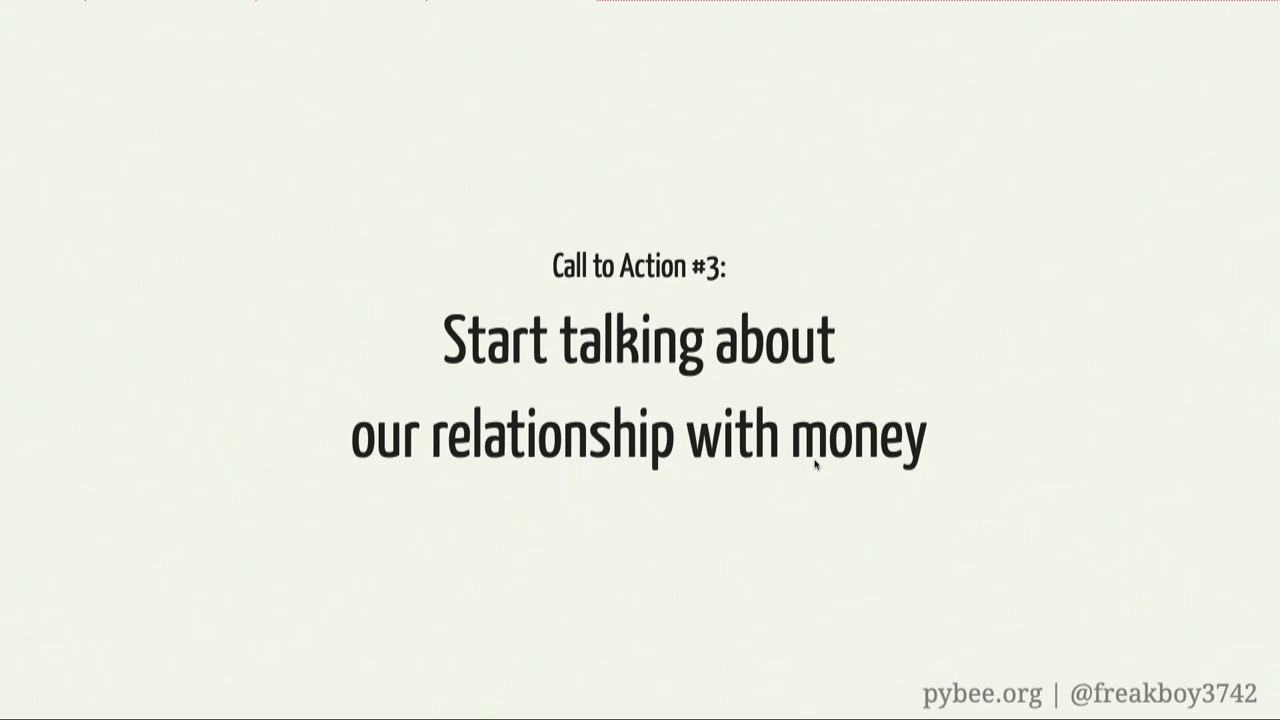 Call to Action #3:
Start talking about
our relationship with money
pybee.org | @freakboy3742